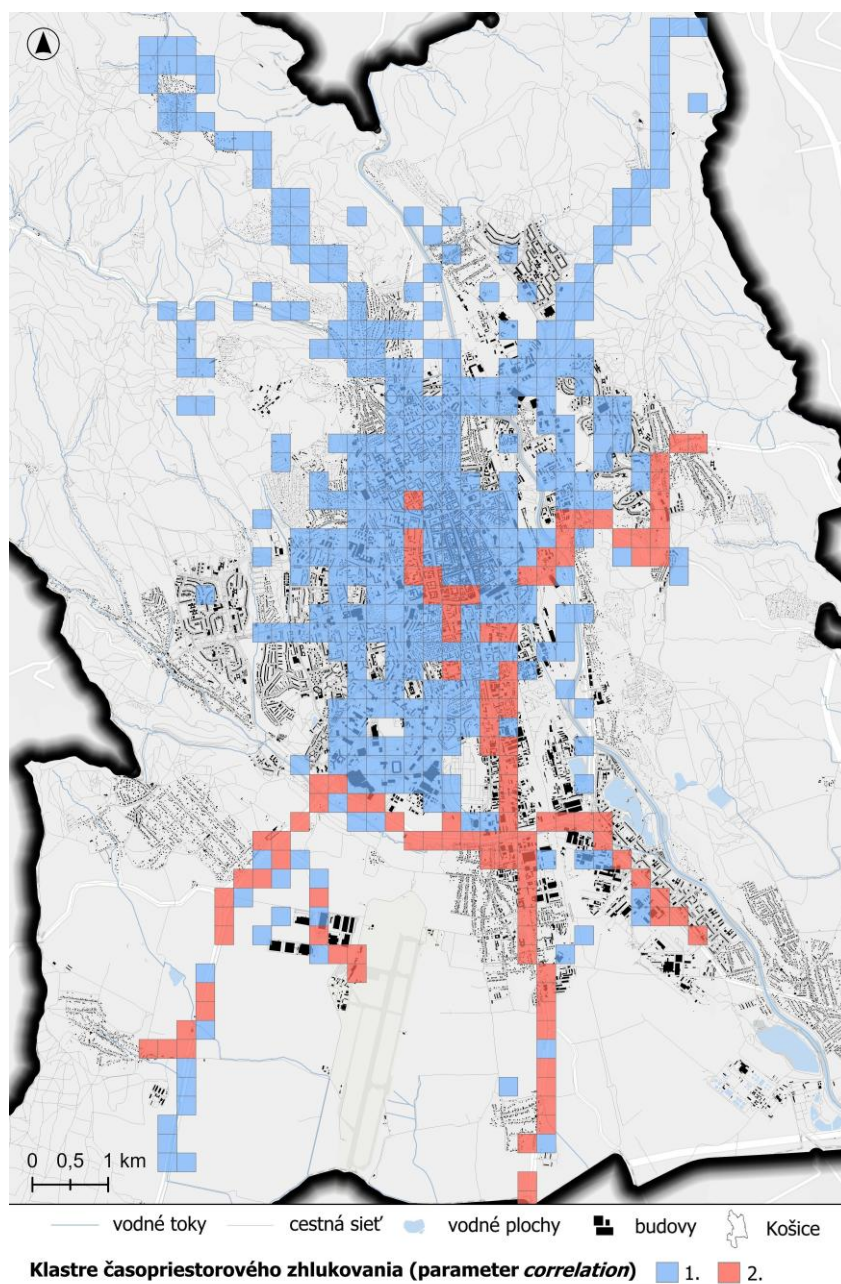 0 0,5 1 km
vodné toky cestná sieť vodné plochy budovy Košice
Klastre časopriestorového zhlukovania (parameter correlation) 1. 2.